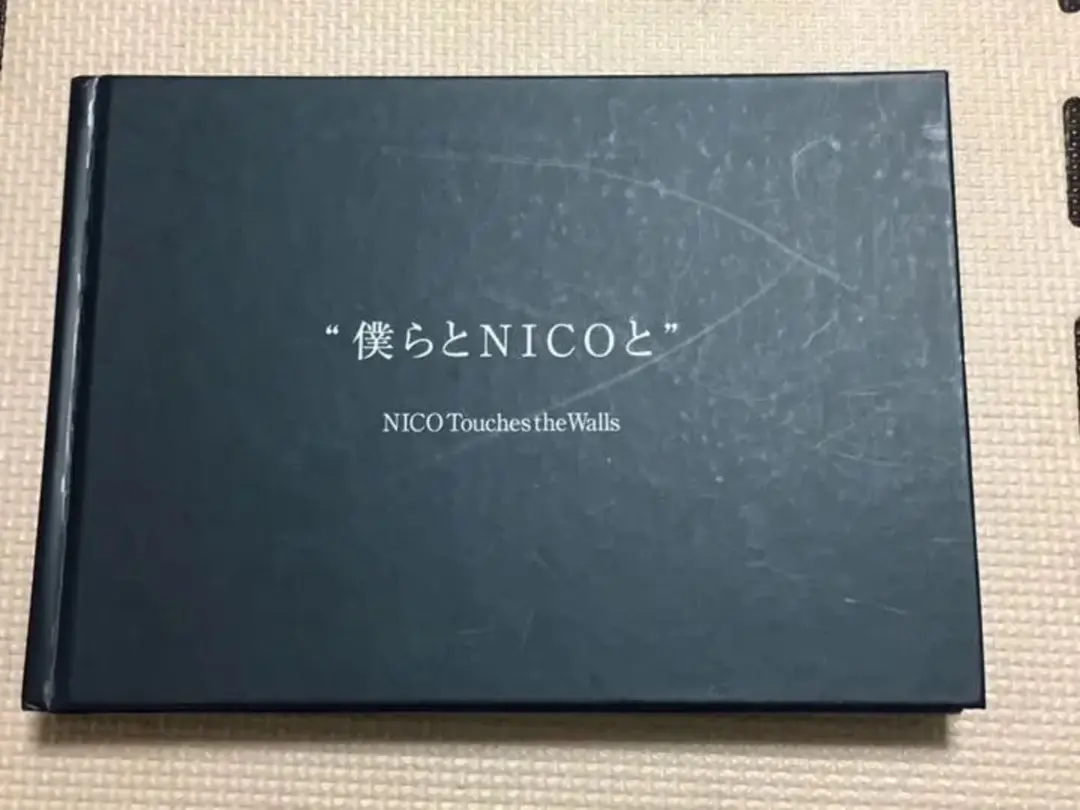 “僕らとNICOと”
NICO Touches the Walls